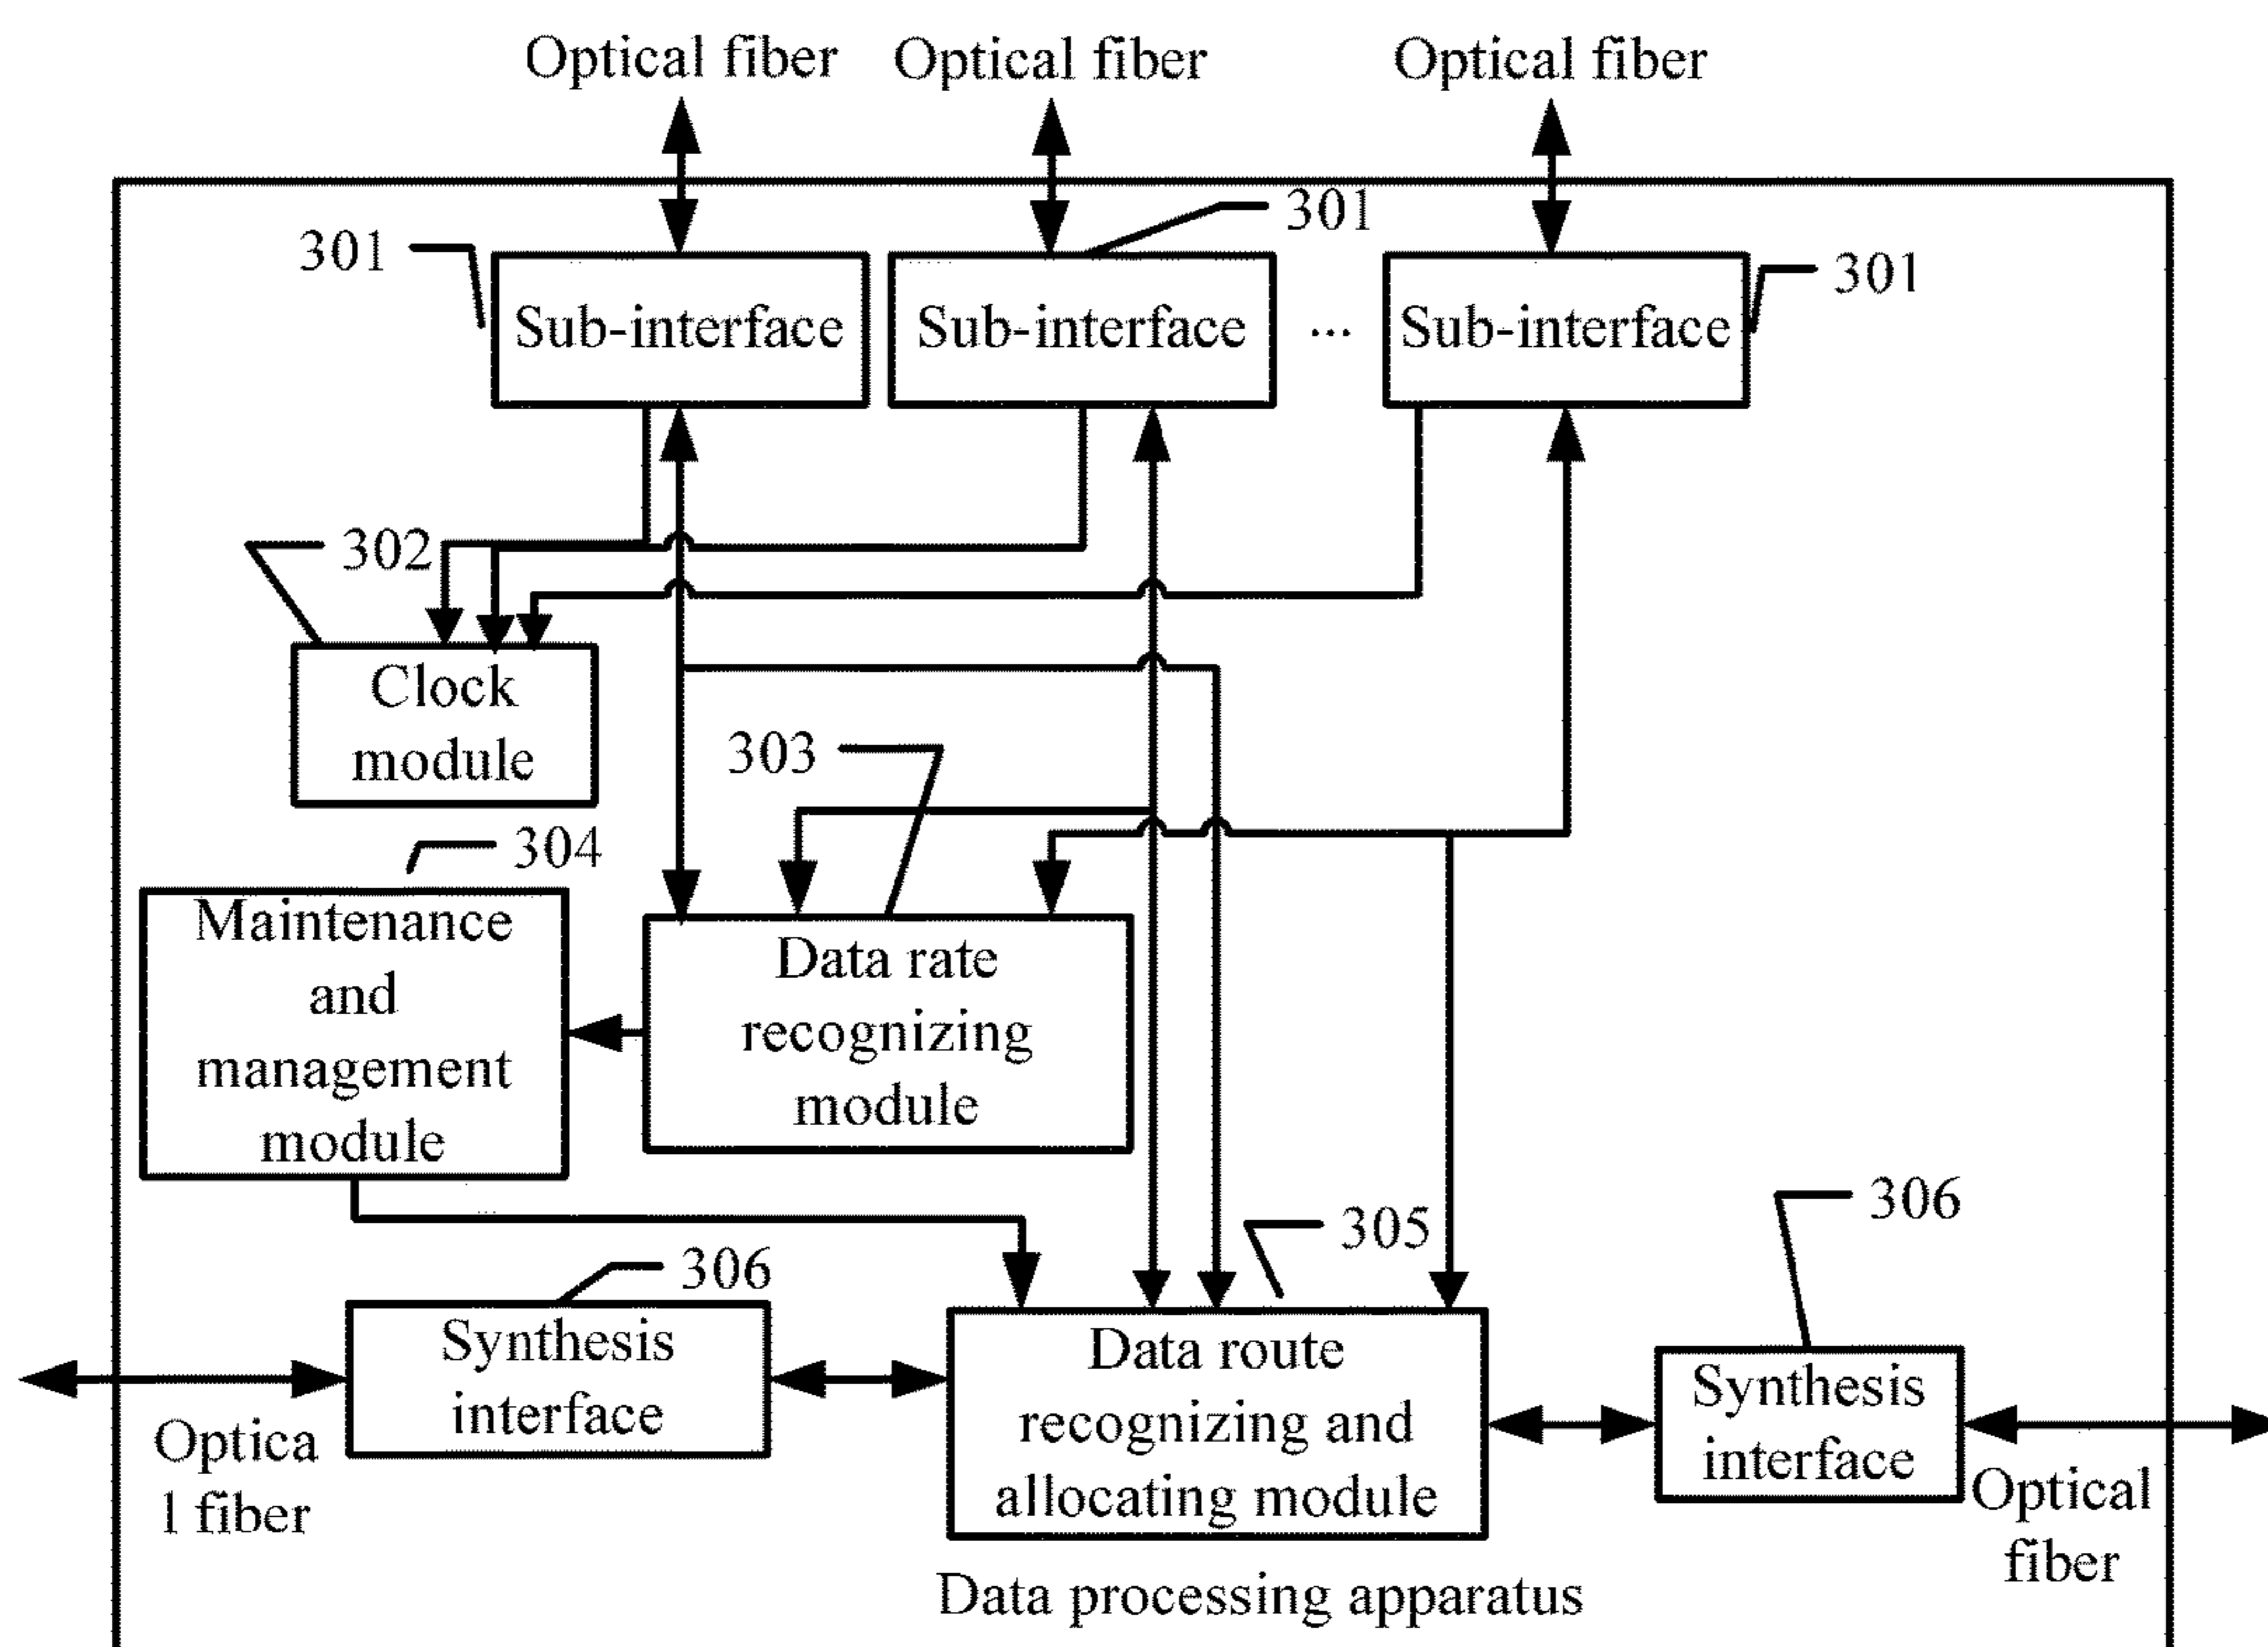 Optical fiber
Optical fiber
Optical fiber
301
301
301
Sub-interface
Sub-interface
...
Sub-interface
302
Clock
module
303
304
Maintenance
and
management
module
Data rate
recognizing
module
305
306
306
Synthesis
interface
Data route
recognizing and
allocating module
Synthesis
interface
Optica
l fiber
Optical
fiber
Data processing apparatus